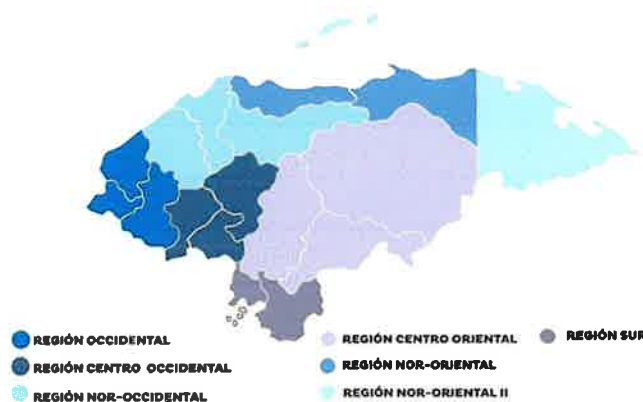 REGIÓN OCCIDENTAL
REGIÓN CENTRO ORIENTAL
REGIÓN SUR
REGIÓN CENTRO OCCIDENTAL
REGIÓN NOR-ORIENTAL
REGIÓN NOR-OCCIDENTAL
REGIÓN NOR-ORIENTAL II